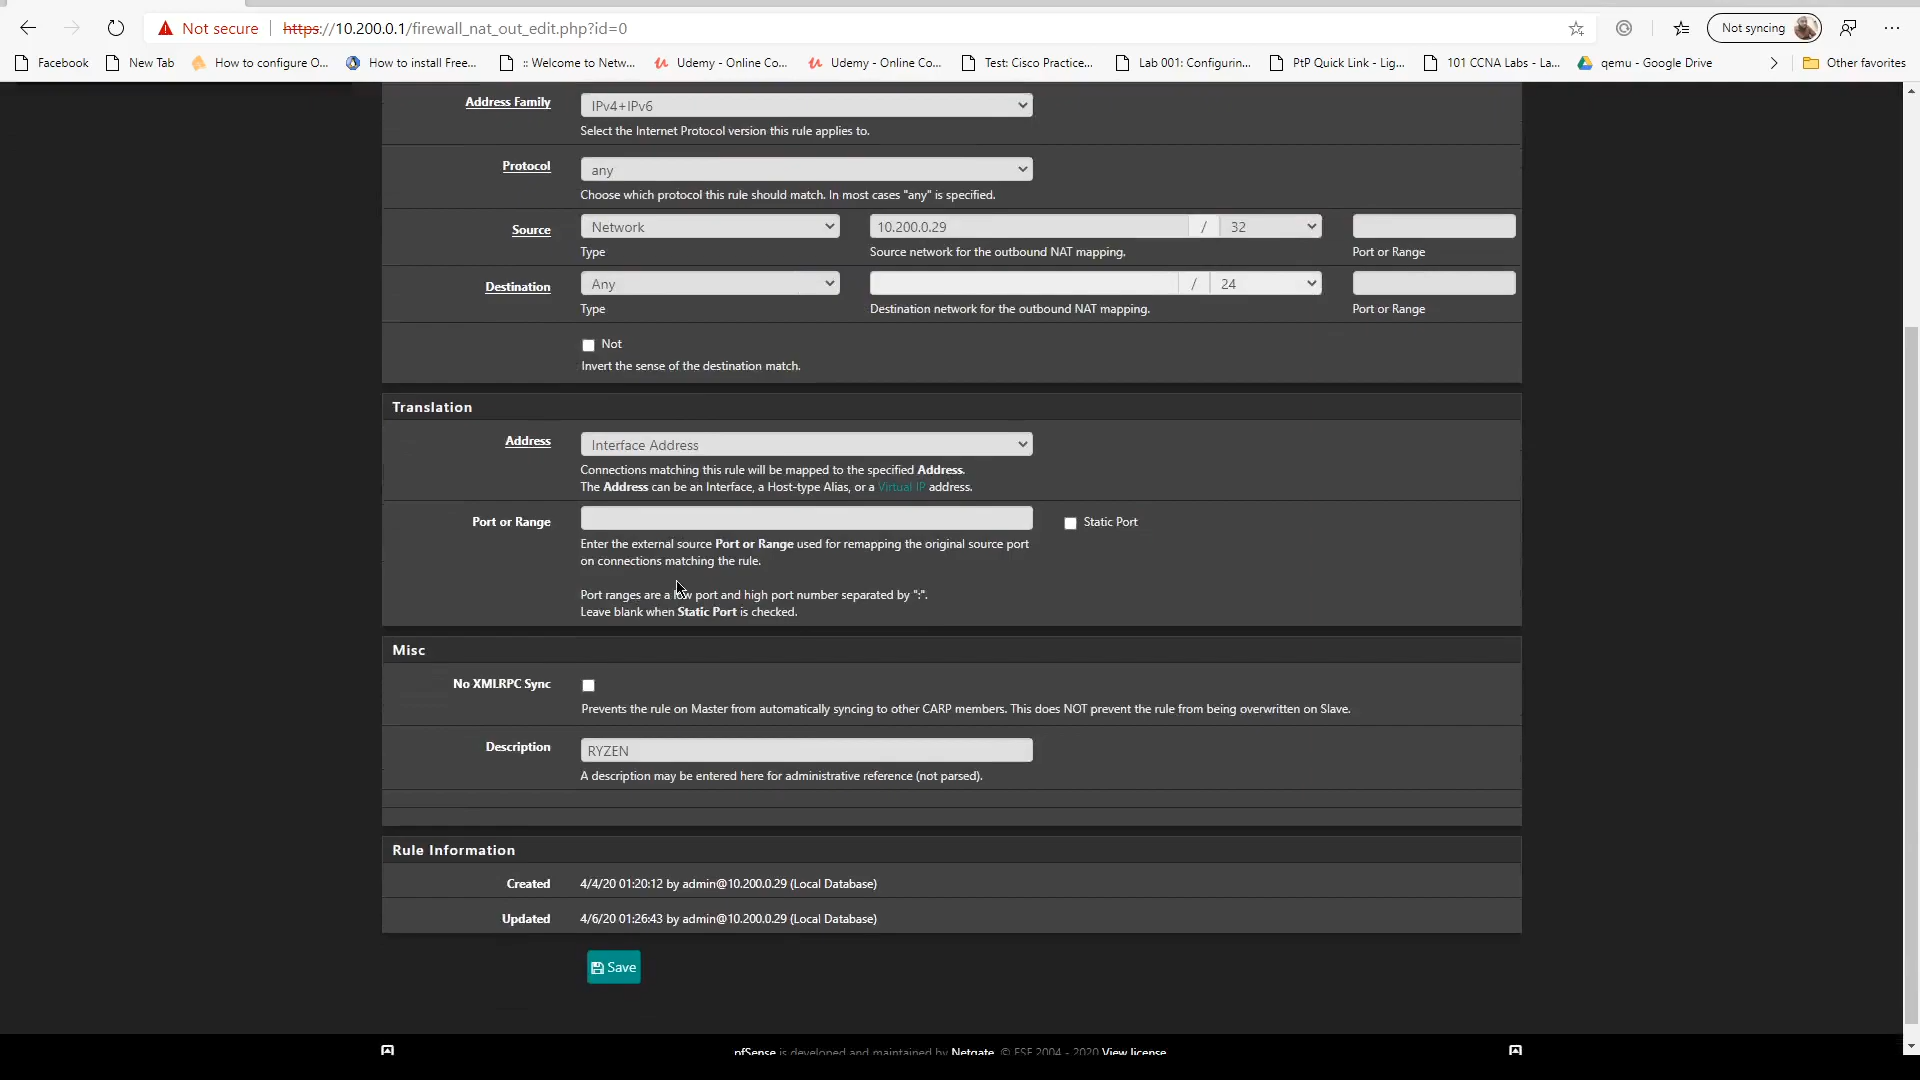 Not secure | https://10.200.0.1/firewall_nat_out_edit.php?id=0 Not syncing
Facebook New Tab How to configure O... How to install Free... :: Welcome to Netw... Udemy - Online Co... Udemy - Online Co... Test: Cisco Practice... Lab 001: Configurin... PtP Quick Link - Lig... 101 CCNA Labs - La... qemu - Google Drive Other favorites
Address Family IPv4+IPv6
Select the Internet Protocol version this rule applies to.
Protocol any
Choose which protocol this rule should match. In most cases "any" is specified.
Source Network 10.200.0.29 / 32
Type Source network for the outbound NAT mapping. Port or Range
Destination Any / 24
Type Destination network for the outbound NAT mapping. Port or Range
Not
Invert the sense of the destination match.
Translation
Address Interface Address
Connections matching this rule will be mapped to the specified Address.
The Address can be an Interface, a Host-type Alias, or a Virtual IP address.
Port or Range Static Port
Enter the external source Port or Range used for remapping the original source port
on connections matching the rule.
Port ranges are a low port and high port number separated by ":".
Leave blank when Static Port is checked.
Misc
No XMLRPC Sync
Prevents the rule on Master from automatically syncing to other CARP members. This does NOT prevent the rule from being overwritten on Slave.
Description RYZEN
A description may be entered here for administrative reference (not parsed).
Rule Information
Created 4/4/20 01:20:12 by admin@10.200.0.29 (Local Database)
Updated 4/6/20 01:26:43 by admin@10.200.0.29 (Local Database)
Save
pfSense is developed and maintained by Netgate. © ESF 2004 - 2020 View license.